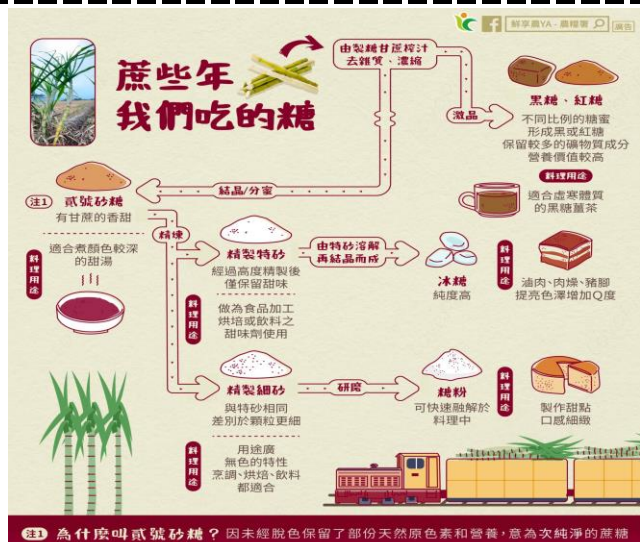 鮮享農YA - 農糧署
廣告
蔗些年
我們吃的糖
由製糖甘蔗榨汁
去雜質、濃縮
激晶
黑糖、紅糖
不同比例的糖蜜
形成黑或紅糖
保留較多的礦物質成分
營養價值較高
料理用途
適合虛寒體質
的黑糖薑茶
結晶/分蜜
注1
貳號砂糖
有甘蔗的香甜
料理用途
適合煮顏色較深
的甜湯
精煉
精製特砂
經過高度精製後
僅保留甜味
料理用途
做為食品加工
烘焙或飲料之
甜味劑使用
由特砂溶解
再結晶而成
冰糖
純度高
料理用途
滷肉、肉燥、豬腳
提亮色澤增加Q度
精製細砂
與特砂相同
差別於顆粒更細
料理用途
用途廣
無色的特性
烹調、烘焙、飲料
都適合
研磨
糖粉
可快速融解於
料理中
料理用途
製作甜點
口感細緻
注1 為什麼叫貳號砂糖？因未經脫色保留了部份天然原色素和營養，意為次純淨的蔗糖